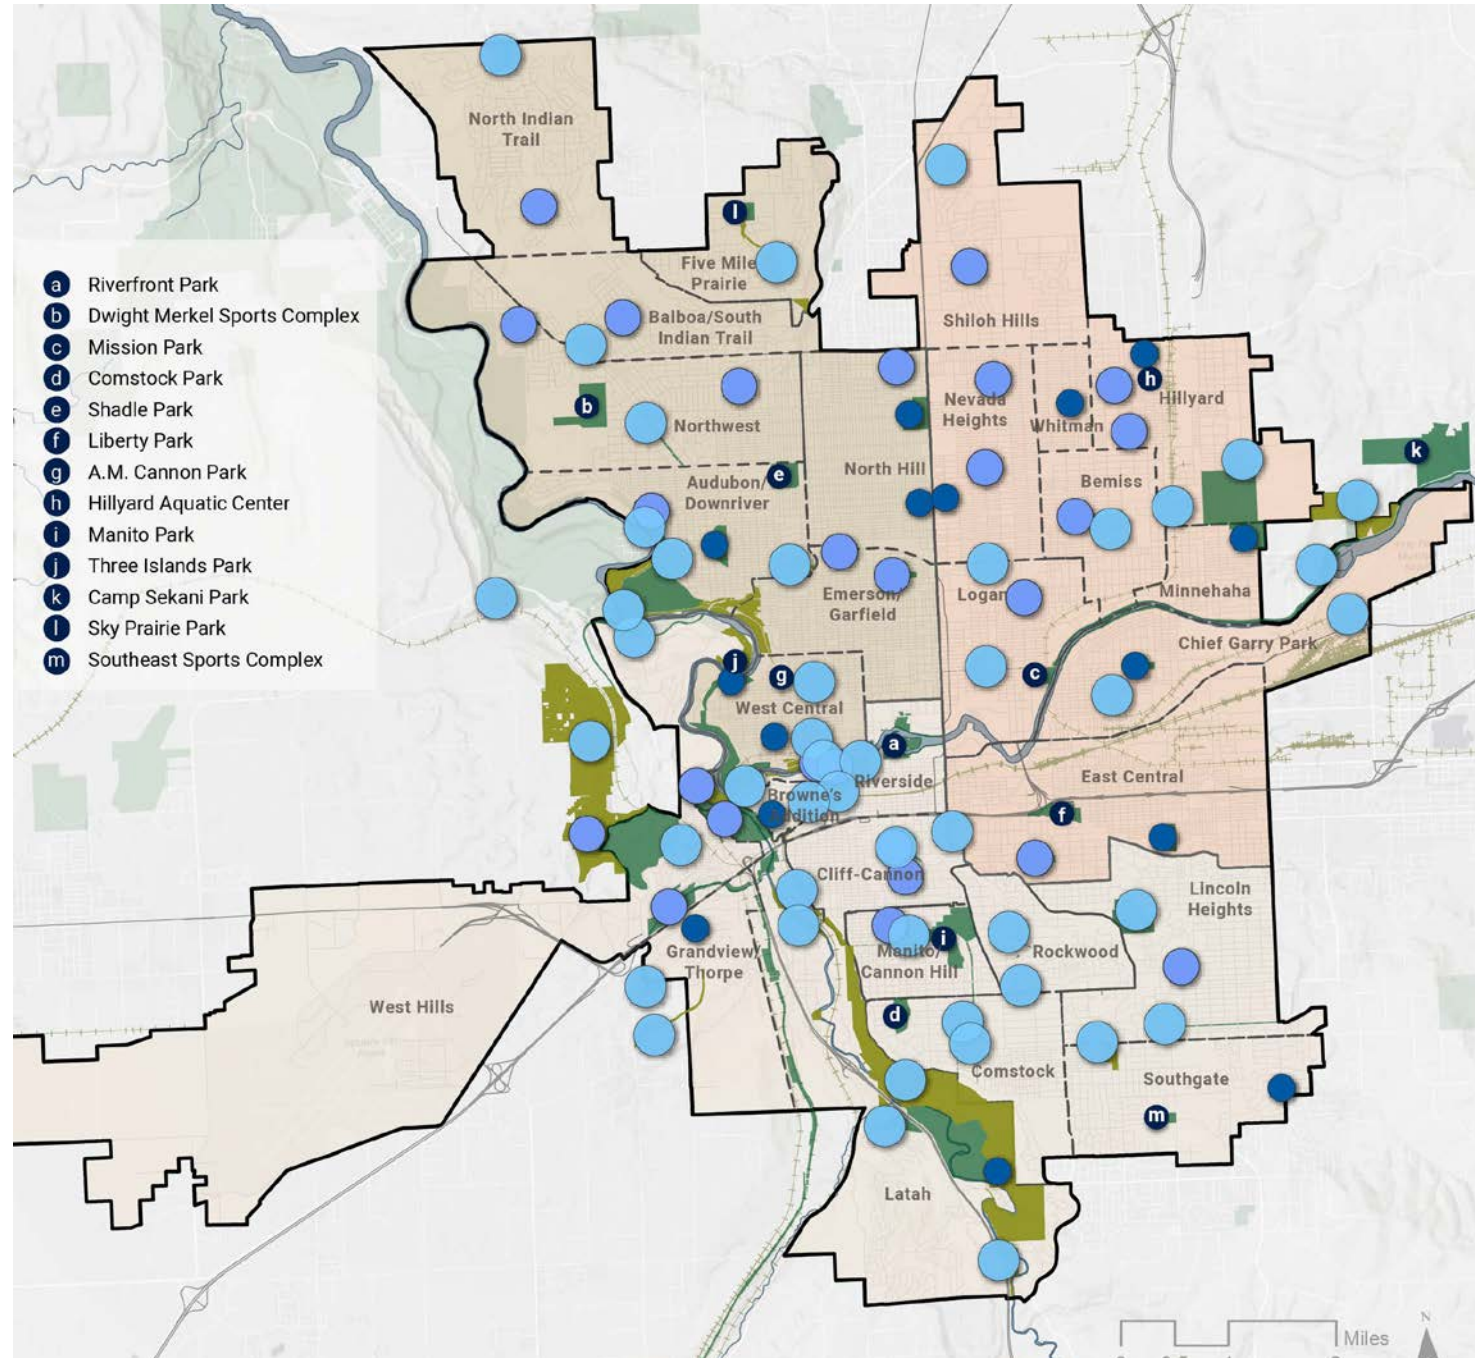 North Indian
Trail
l
Five Mile
Prairie
Balboa/South
Indian Trail
Shiloh Hills
a Riverfront Park
b Dwight Merkel Sports Complex
c Mission Park
d Comstock Park
e Shadle Park
f Liberty Park
g A.M. Cannon Park
h Hillyard Aquatic Center
i Manito Park
j Three Islands Park
k Camp Sekani Park
l Sky Prairie Park
m Southeast Sports Complex
h
Nevada
Heights
Hillyard
b
Northwest
Whitman
k
North Hill
e
Audubon/
Downriver
Bemiss
Emerson/
Garfield
Logan
Minnehaha
Chief Garry Park
j
g
c
West Central
a
Riverside
East Central
Browne's
Addition
f
Cliff-Cannon
Lincoln
Heights
i
Manito/
Cannon Hill
Rockwood
Grandview/
Thorpe
West Hills
d
Comstock
Southgate
m
Latah
N
Miles